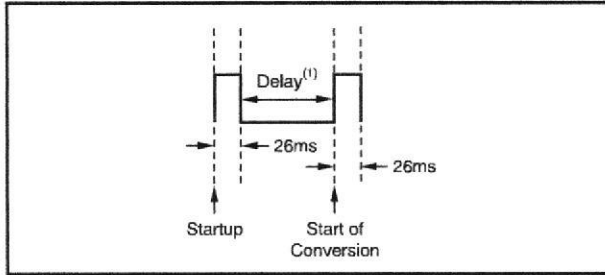 Delay(1)
26ms
26ms
Startup
Start of
Conversion